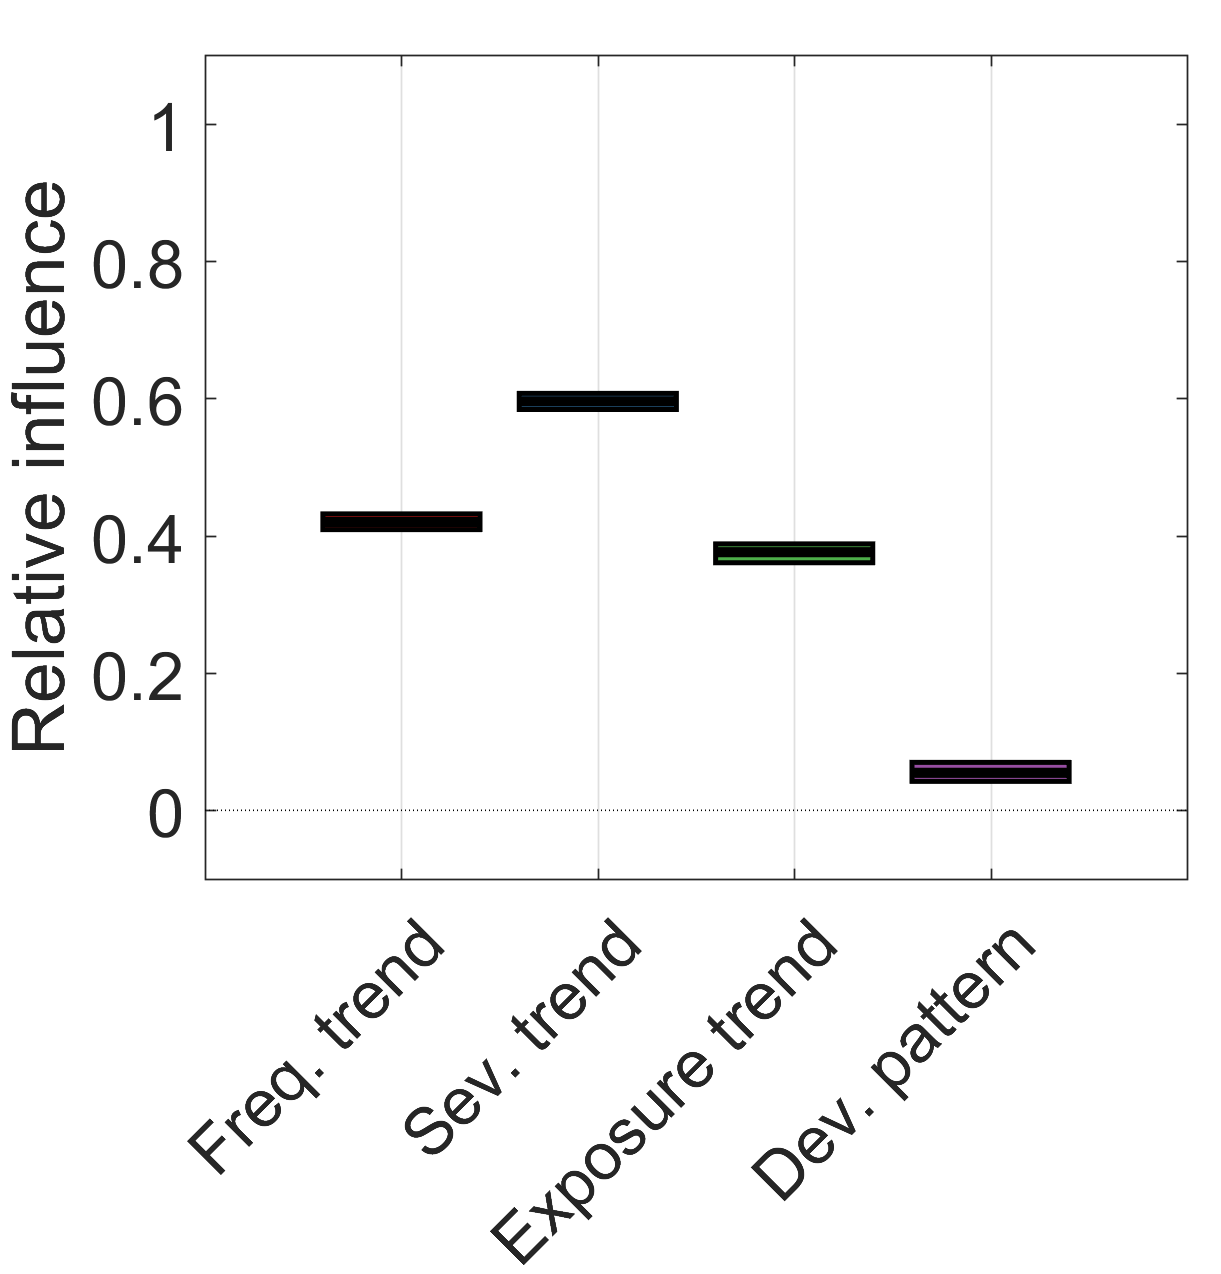 Relative influence
1
0.8
0.6
0.4
0.2
0
Freq. trend
Sev. trend
Exposure trend
Dev. pattern